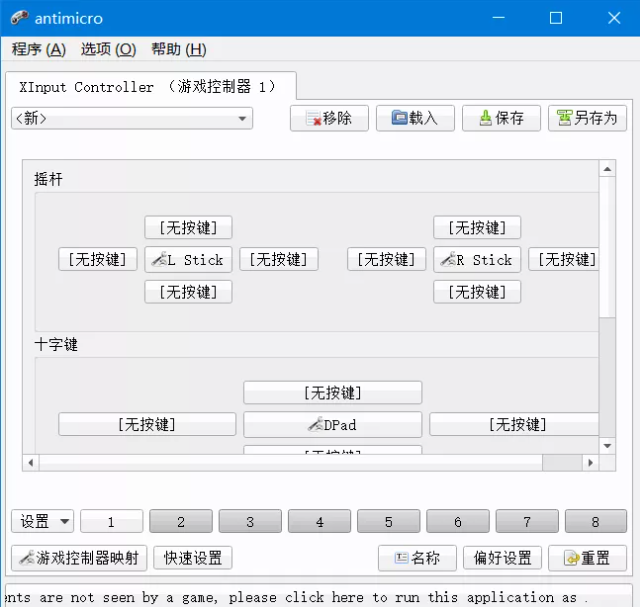 antimicro
程序 (A) 选项 (O) 帮助 (H)
XInput Controller （游戏控制器 1）
<新> 移除 载入 保存 另存为
摇杆
[无按键] [无按键]
[无按键] L Stick [无按键] [无按键] R Stick [无按键]
[无按键] [无按键]
十字键
[无按键]
[无按键] DPad [无按键]
设置 1 2 3 4 5 6 7 8
游戏控制器映射 快速设置 名称 偏好设置 重置
nts are not seen by a game, please click here to run this application as